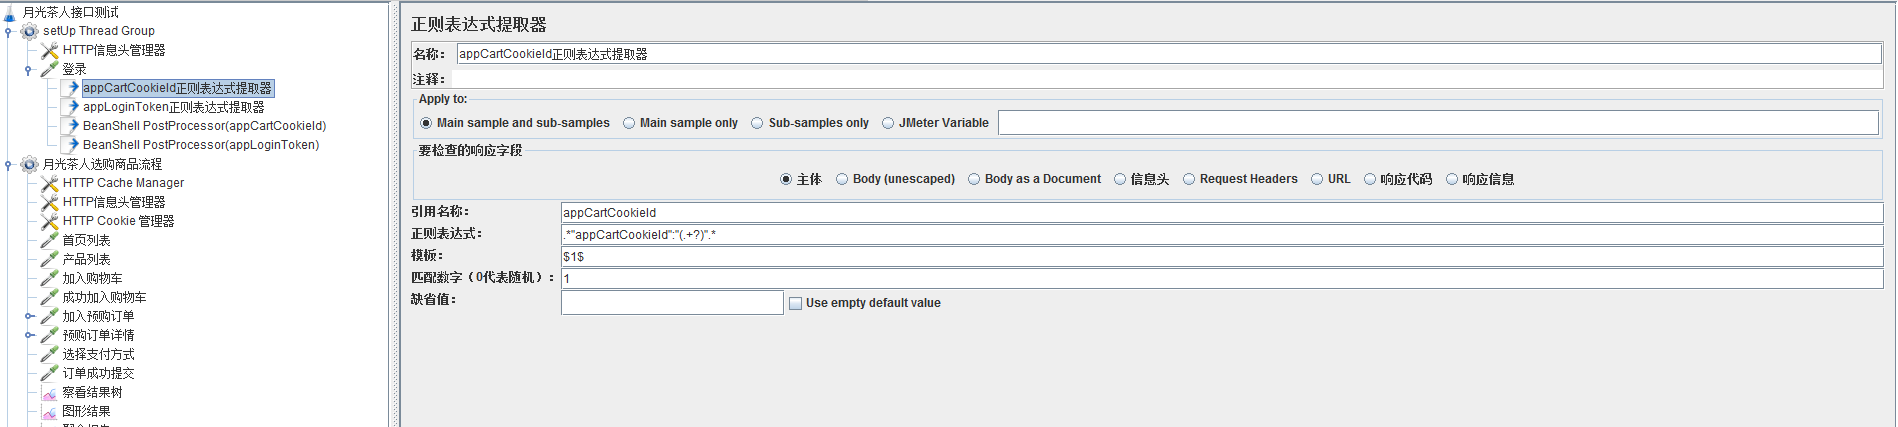 月光茶人接口测试
setUp Thread Group
HTTP信息头管理器
登录
appCartCookieId正则表达式提取器
appLoginToken正则表达式提取器
BeanShell PostProcessor(appCartCookieId)
BeanShell PostProcessor(appLoginToken)
月光茶人选购商品流程
HTTP Cache Manager
HTTP信息头管理器
HTTP Cookie 管理器
首页列表
产品列表
加入购物车
成功加入购物车
加入预购订单
预购订单详情
选择支付方式
订单成功提交
察看结果树
图形结果
正则表达式提取器
名称： appCartCookieId正则表达式提取器
注释：
Apply to:
Main sample and sub-samples Main sample only Sub-samples only JMeter Variable
要检查的响应字段
主体 Body (unescaped) Body as a Document 信息头 Request Headers URL 响应代码 响应信息
引用名称： appCartCookieId
正则表达式： .*"appCartCookieId":"(.+?)".*
模板： $1$
匹配数字（0代表随机）： 1
缺省值： Use empty default value